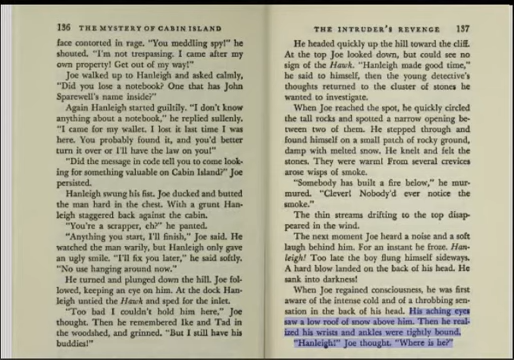 136 THE MYSTERY OF CABIN ISLAND
face contorted in rage. "You meddling spy!" he
shouted. "I'm not trespassing. I came after my
own property! Get out of my way!"
Joe walked up to Hanleigh and asked calmly,
"Did you lose a notebook? One that has John
Sparewell's name inside?"
Again Hanleigh started guiltily. "I don't know
anything about a notebook," he replied sullenly.
"I came for my wallet. I lost it last time I was
here. You probably found it, and you'd better
turn it over or I'll have the law on you!"
"Did the message in code tell you to come look-
ing for something valuable on Cabin Island?" Joe
persisted.
Hanleigh swung his fist. Joe ducked and butted
the man hard in the chest. With a grunt Han-
leigh staggered back against the cabin.
"You're a scrapper, eh?" he panted.
"Anything you start, I'll finish," Joe said. He
watched the man warily, but Hanleigh only gave
an ugly smile. "I'll fix you later," he said softly.
"No use hanging around now."
He turned and plunged down the hill. Joe fol-
lowed, keeping an eye on him. At the dock Han-
leigh untied the Hawk and sped for the inlet.
"Too bad I couldn't hold him here," Joe
thought. Then he remembered Ike and Tad in
the woodshed, and grinned. "But I still have his
buddies!"
THE INTRUDER'S REVENGE 137
He headed quickly up the hill toward the cliff.
At the top Joe looked down, but could see no
sign of the Hawk. "Hanleigh made good time,"
he said to himself, then the young detective's
thoughts returned to the cluster of stones he
wanted to investigate.
When Joe reached the spot, he quickly circled
the tall rocks and spotted a narrow opening be-
tween two of them. He stepped through and
found himself on a small patch of rocky ground,
damp with melted snow. He knelt and felt the
stones. They were warm! From several crevices
arose wisps of smoke.
"Somebody has built a fire below," he mur-
mured. "Clever! Nobody'd ever notice the
smoke."
The thin streams drifting to the top disap-
peared in the wind.
The next moment Joe heard a noise and a soft
laugh behind him. For an instant he froze. Han-
leigh! Too late the boy flung himself sideways.
A hard blow landed on the back of his head. He
sank into darkness!
When Joe regained consciousness, he was first
aware of the intense cold and of a throbbing sen-
sation in the back of his head. His aching eyes
saw a low roof of snow above him. Then he real-
ized his wrists and ankles were tightly bound.
"Hanleigh!" Joe thought. "Where is he?"